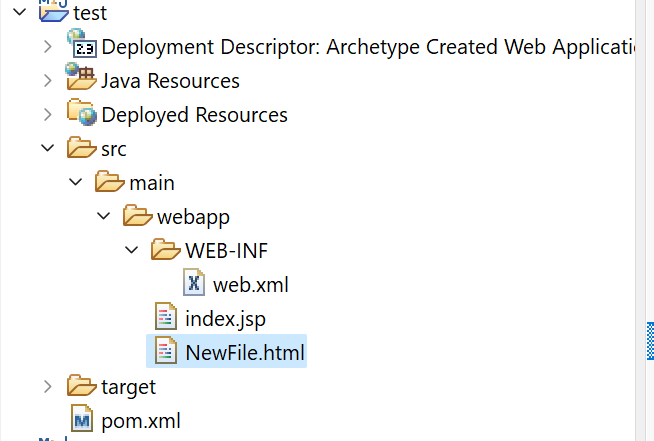 test
Deployment Descriptor: Archetype Created Web Applicatio
Java Resources
Deployed Resources
src
main
webapp
WEB-INF
web.xml
index.jsp
NewFile.html
target
pom.xml